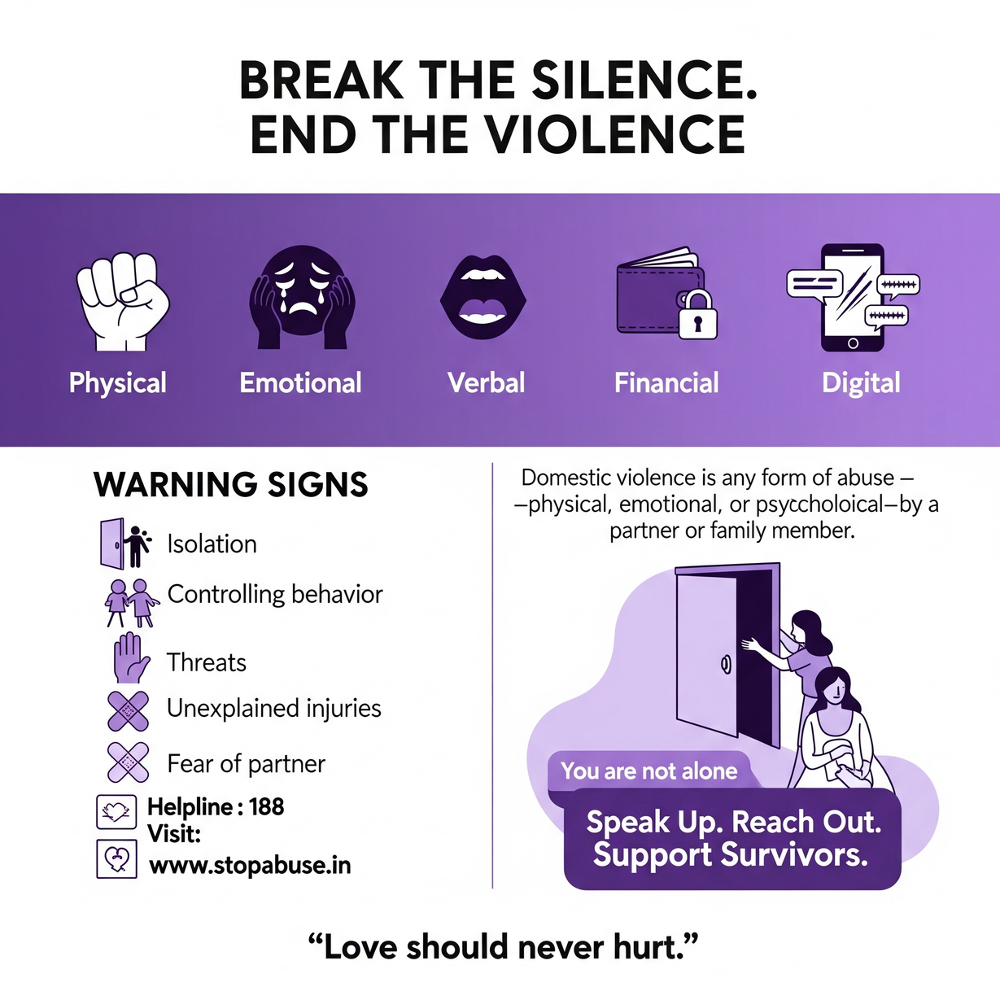 BREAK THE SILENCE.
END THE VIOLENCE
Physical
Emotional
Verbal
Financial
Digital
WARNING SIGNS
Isolation
Controlling behavior
Threats
Unexplained injuries
Fear of partner
Helpline : 188
Visit:
www.stopabuse.in
Domestic violence is any form of abuse –
–physical, emotional, or psyccholoical–by a
partner or family member.
You are not alone
Speak Up. Reach Out.
Support Survivors.
“Love should never hurt.”